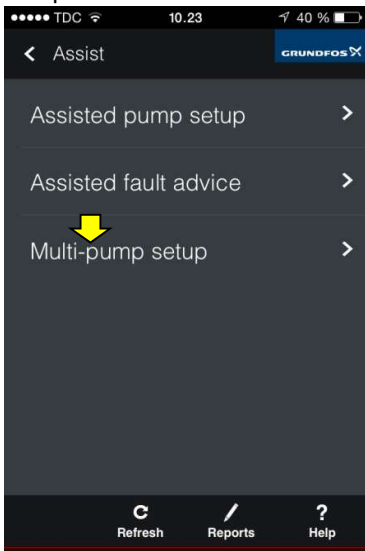 TDC 10.23 40 %
Assist GRUNDFOS
Assisted pump setup
Assisted fault advice
Multi-pump setup
Refresh Reports ? Help